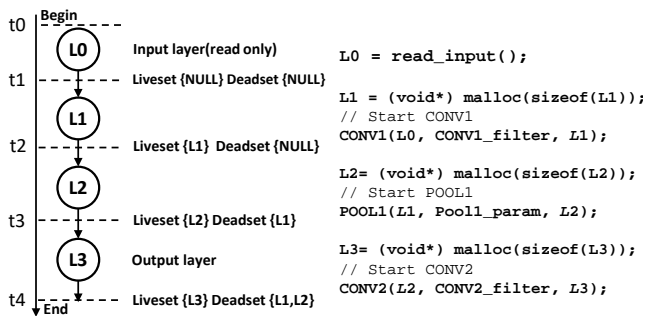 t0
Begin
L0
Input layer(read only)
t1
Liveset {NULL} Deadset {NULL}
L1
t2
Liveset {L1} Deadset {NULL}
L2
t3
Liveset {L2} Deadset {L1}
L3
Output layer
t4
Liveset {L3} Deadset {L1,L2}
End
L0 = read_input();
L1 = (void*) malloc(sizeof(L1));
// Start CONV1
CONV1(L0, CONV1_filter, L1);
L2= (void*) malloc(sizeof(L2));
// Start POOL1
POOL1(L1, Pool1_param, L2);
L3= (void*) malloc(sizeof(L3));
// Start CONV2
CONV2(L2, CONV2_filter, L3);